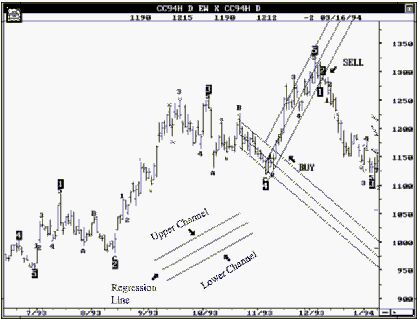 CC94H D EW K CC94H D
1190 1215 1190 1212 -2 03/16/94
1350
1300
1250
1200
1150
1100
1050
1000
950
900
SELL
BUY
Upper Channel
Regression
Line
Lower Channel
7/93 8/93 9/93 10/93 11/93 12/93 1/94